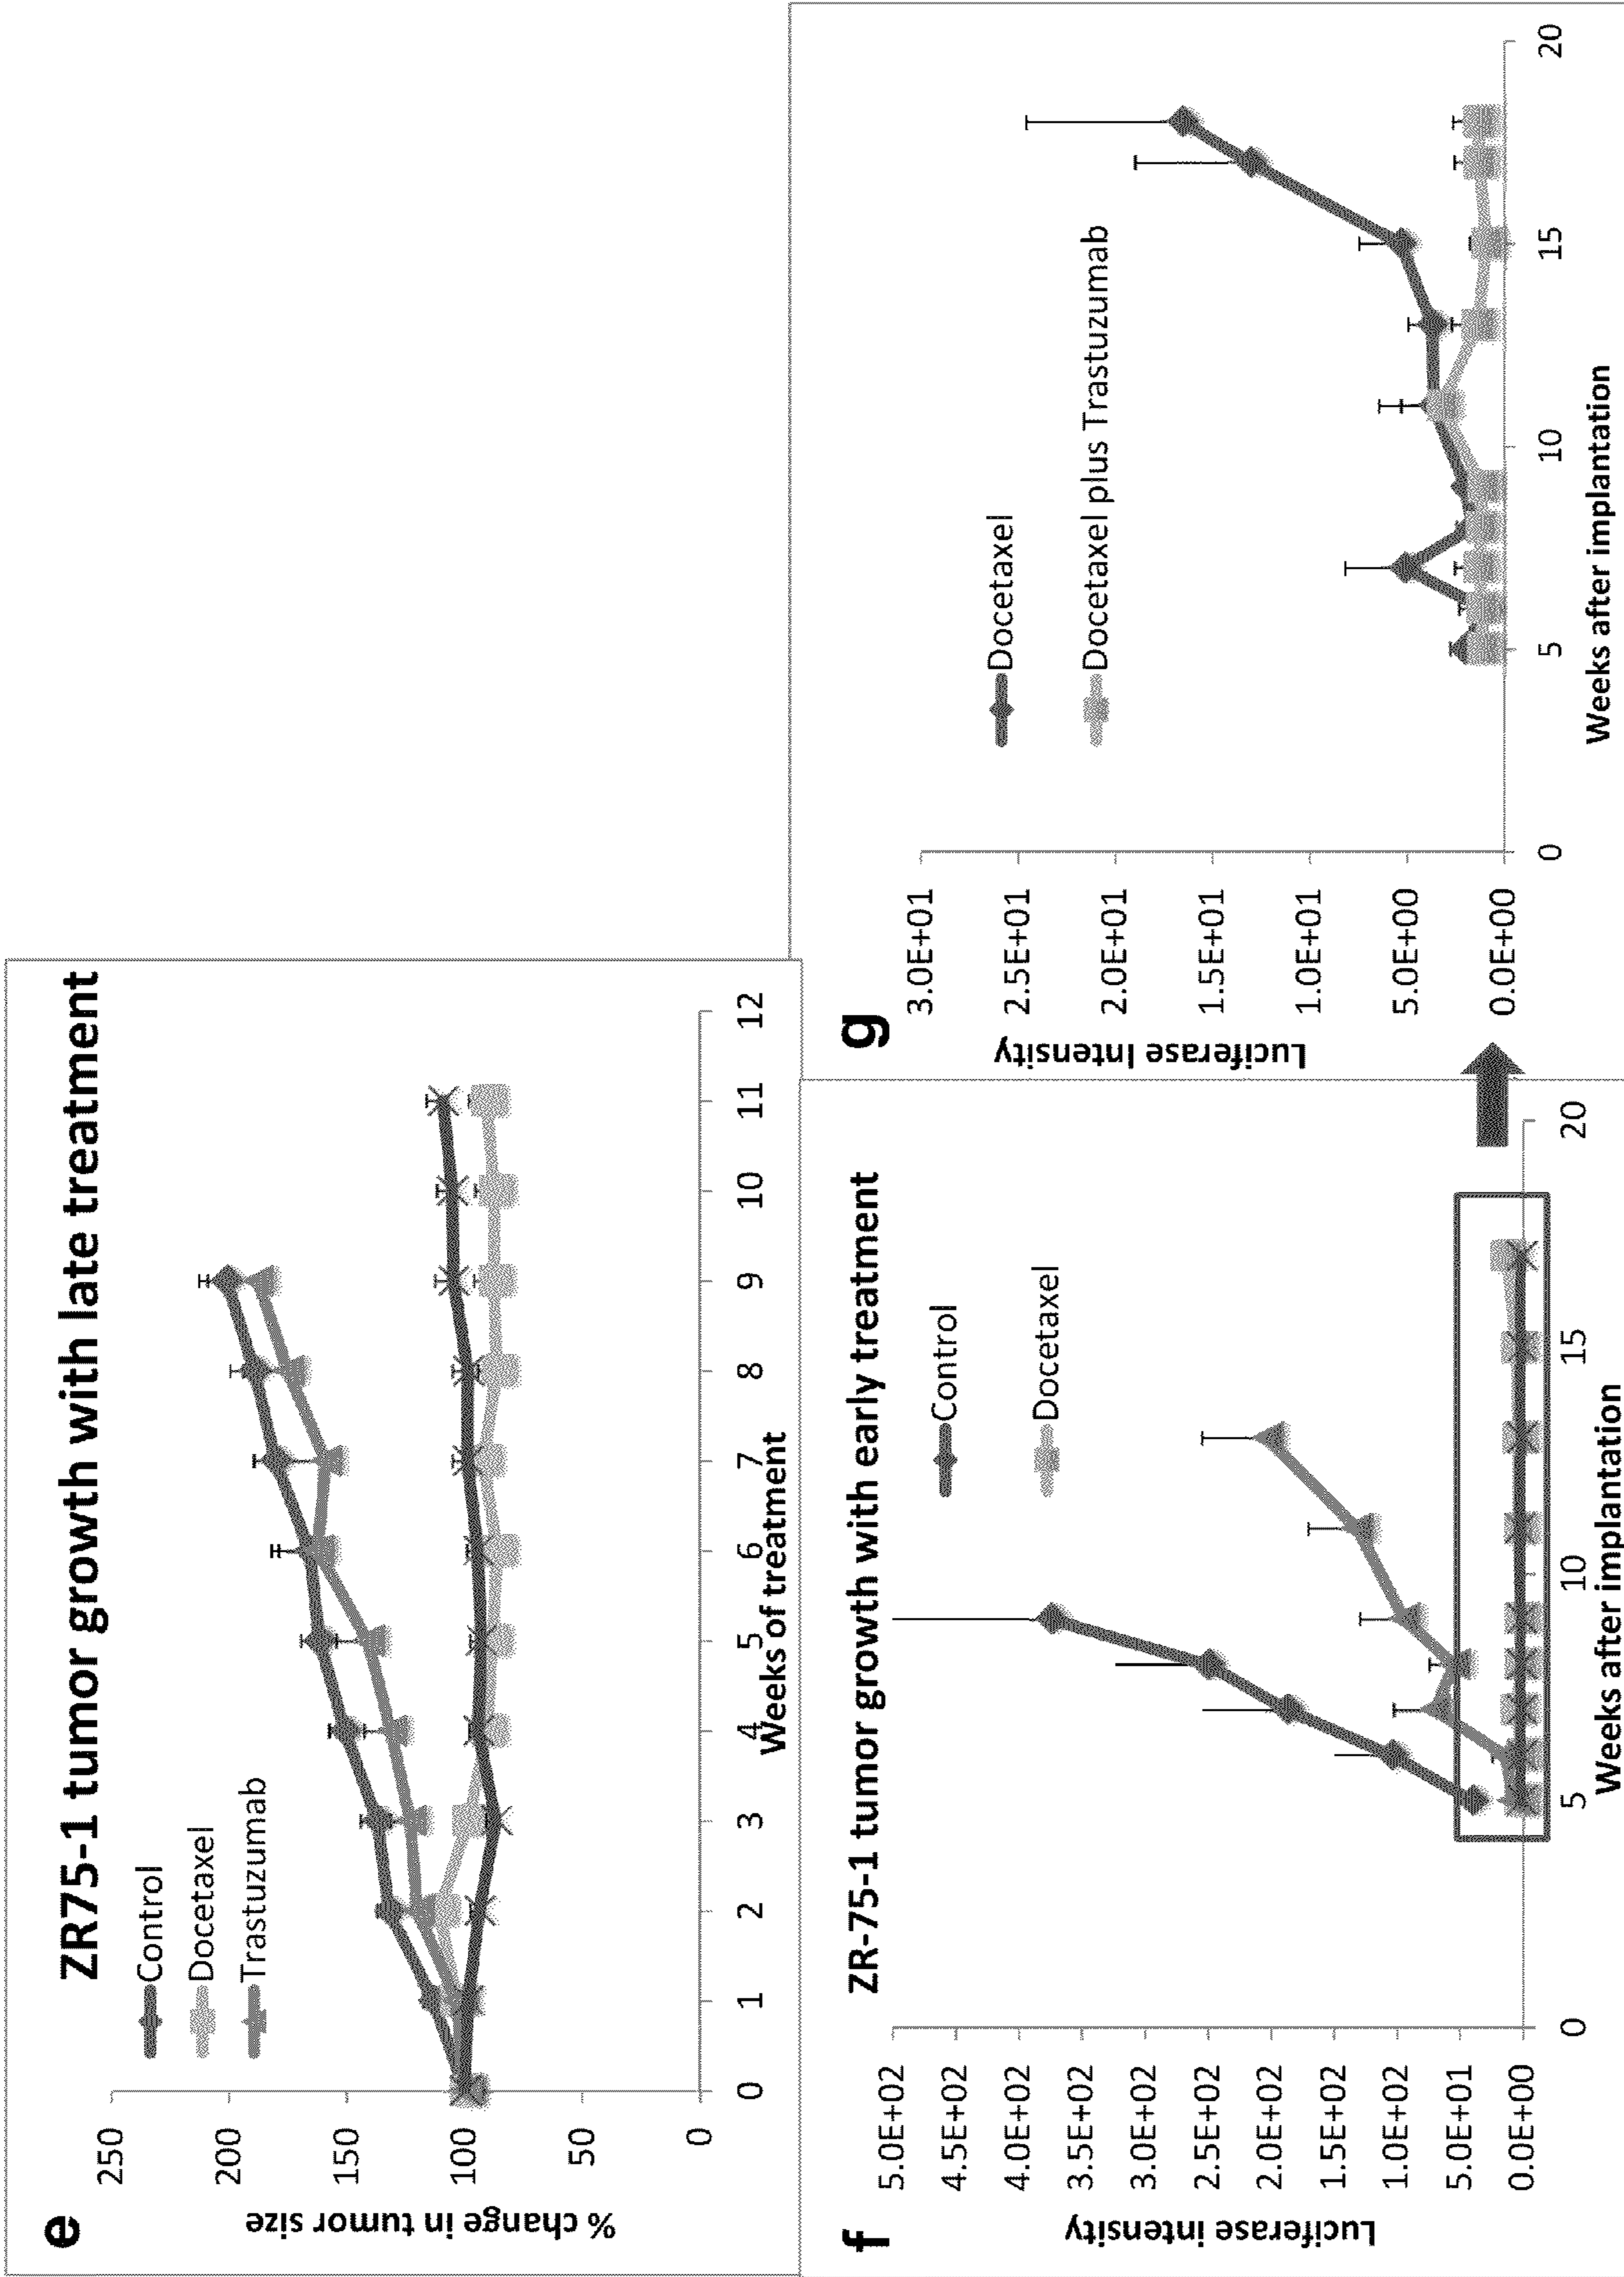 e
ZR75-1 tumor growth with late treatment
Control
Docetaxel
Trastuzumab
250
200
150
100
50
0
% change in tumor size
0 1 2 3 4 5 6 7 8 9 10 11 12
Weeks of treatment
f
ZR-75-1 tumor growth with early treatment
Control
Docetaxel
5.0E+02
4.5E+02
4.0E+02
3.5E+02
3.0E+02
2.5E+02
2.0E+02
1.5E+02
1.0E+02
5.0E+01
0.0E+00
Luciferase intensity
0 5 10 15 20
Weeks after implantation
g
Docetaxel
Docetaxel plus Trastuzumab
3.0E+01
2.5E+01
2.0E+01
1.5E+01
1.0E+01
5.0E+00
0.0E+00
Luciferase Intensity
0 5 10 15 20
Weeks after implantation